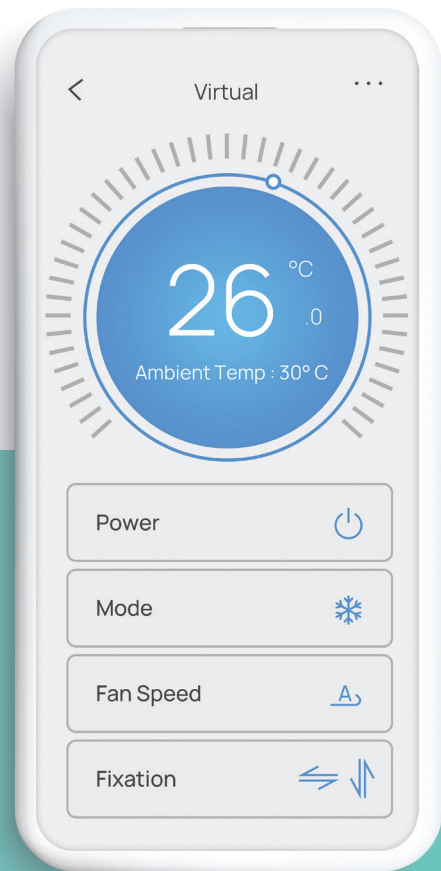 Virtual
26 °C
.0
Ambient Temp : 30° C
Power
Mode
Fan Speed
A
Fixation